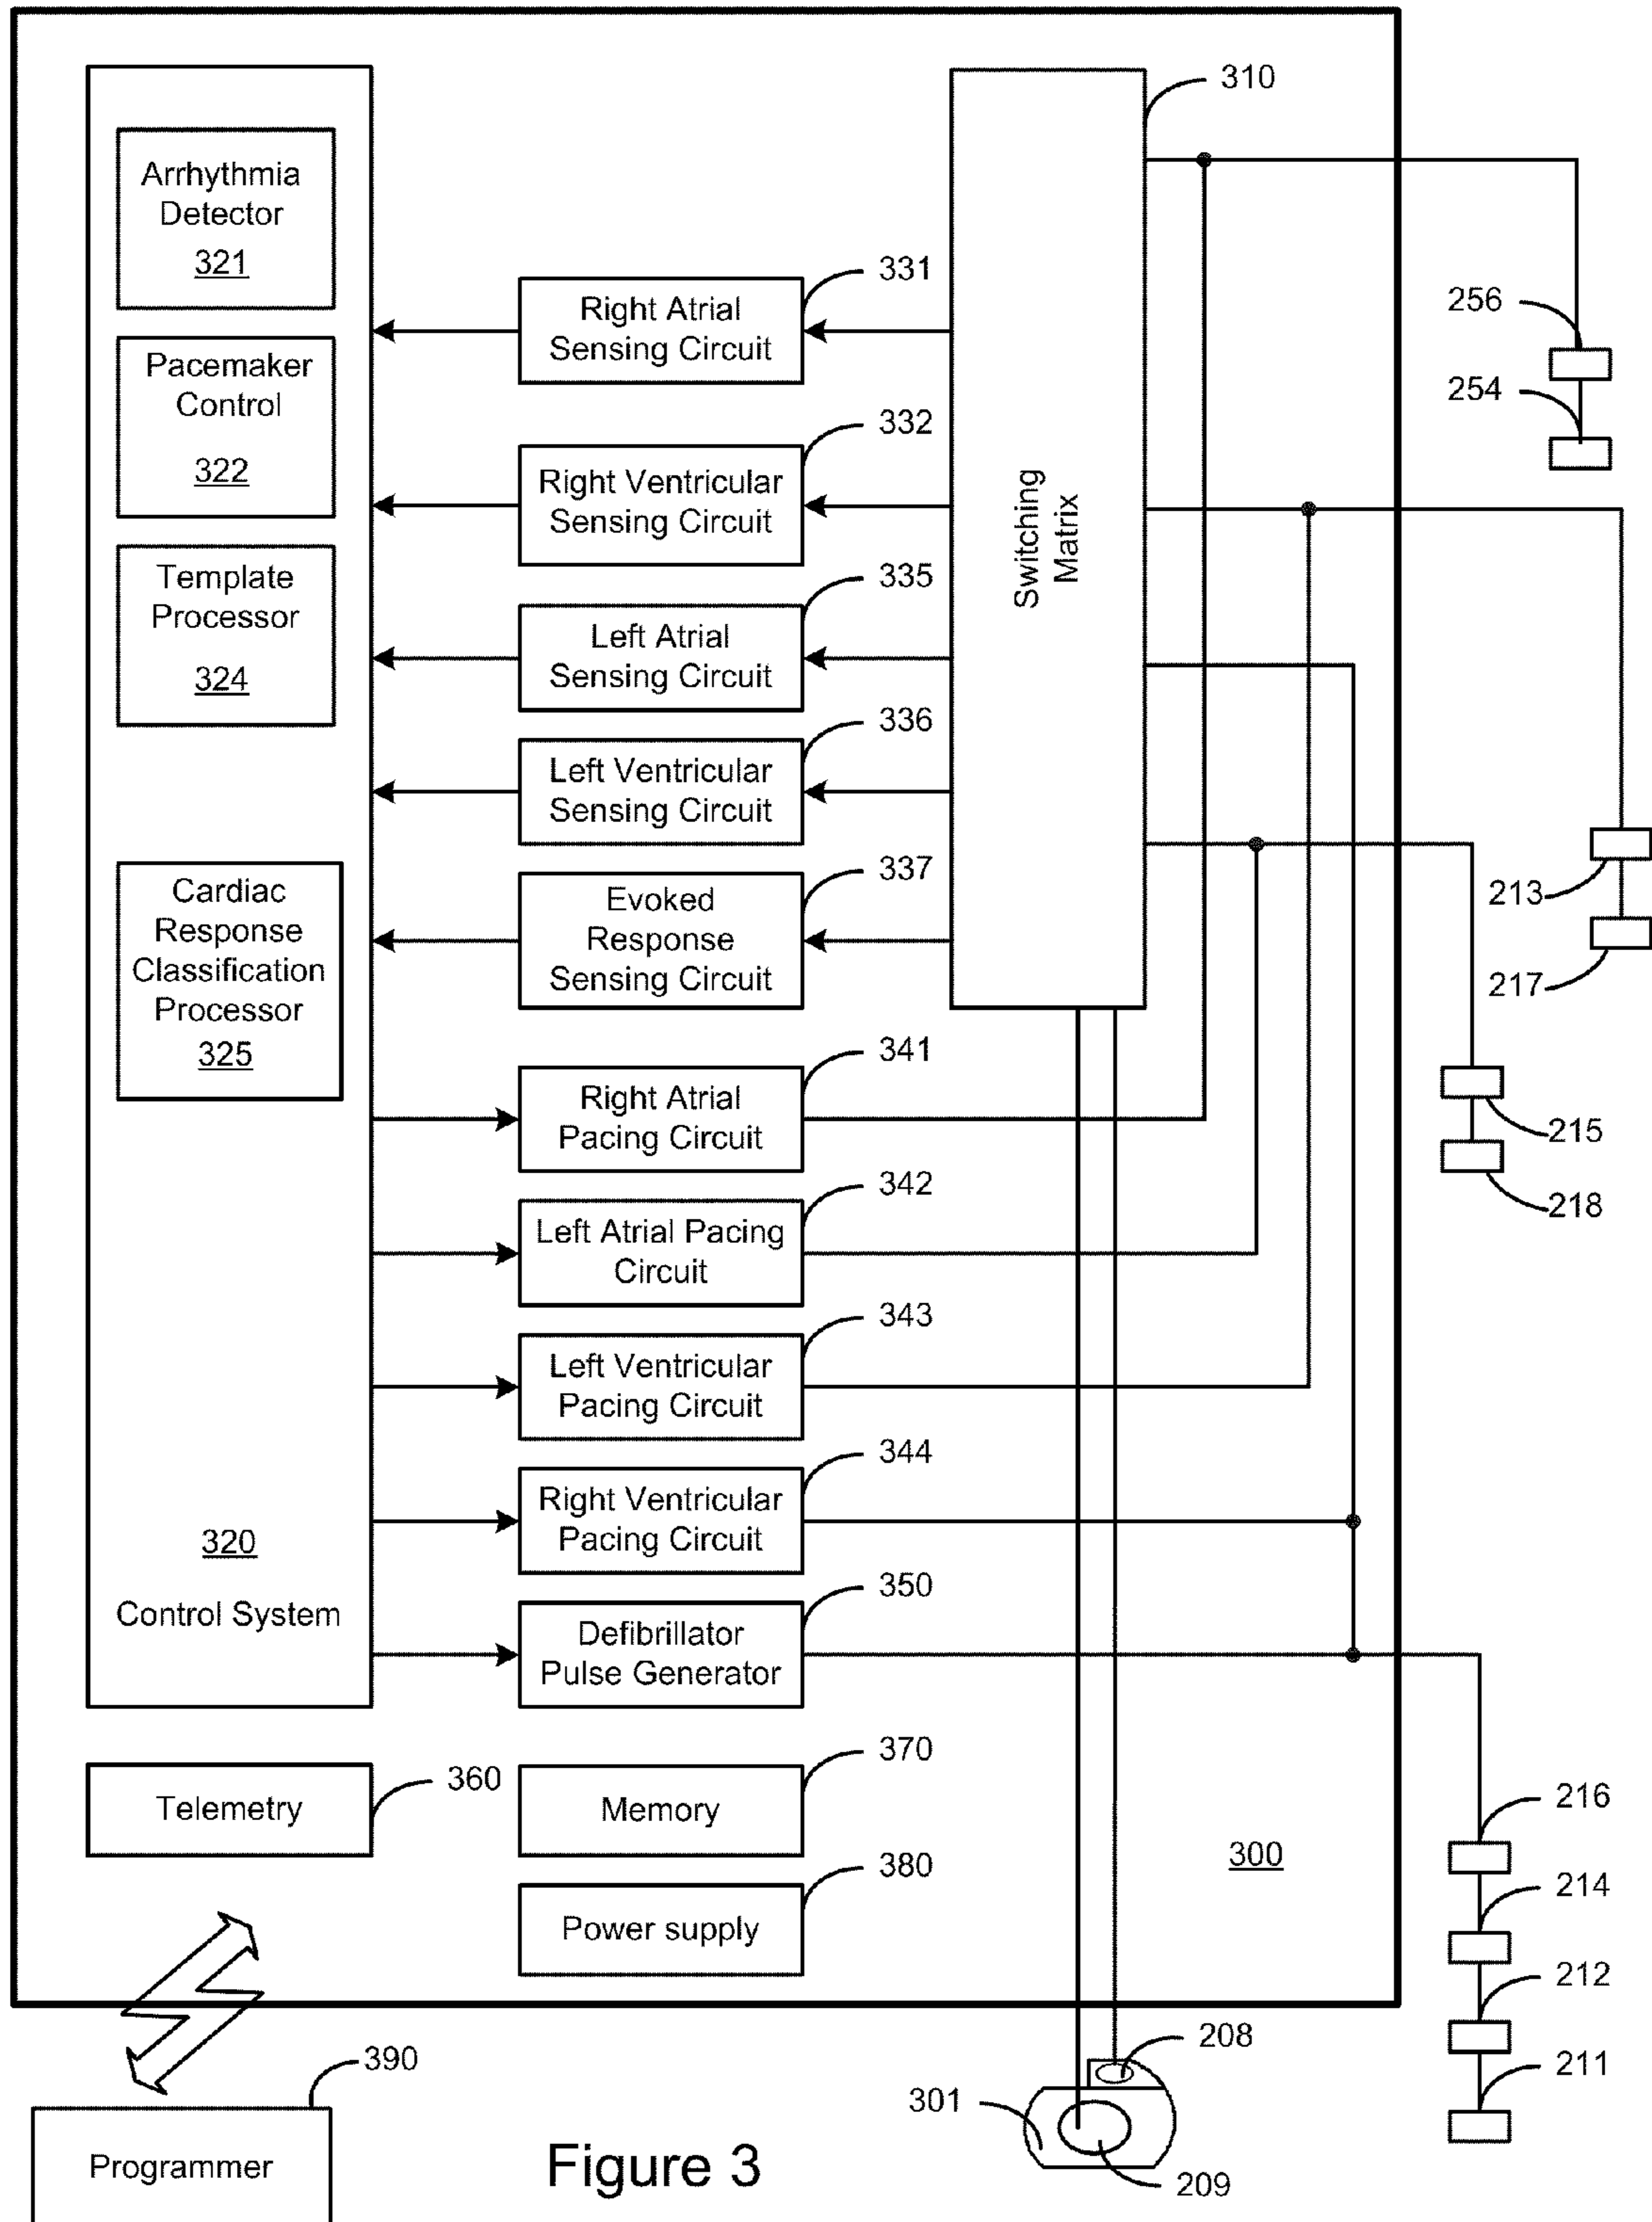 310
Arrhythmia
Detector
321
Pacemaker
Control
322
Template
Processor
324
Cardiac
Response
Classification
Processor
325
320
Control System
331
Right Atrial
Sensing Circuit
332
Right Ventricular
Sensing Circuit
335
Left Atrial
Sensing Circuit
336
Left Ventricular
Sensing Circuit
337
Evoked
Response
Sensing Circuit
341
Right Atrial
Pacing Circuit
342
Left Atrial Pacing
Circuit
343
Left Ventricular
Pacing Circuit
344
Right Ventricular
Pacing Circuit
350
Defibrillator
Pulse Generator
Switching
Matrix
256
254
213
217
215
218
360
Telemetry
370
Memory
380
Power supply
300
216
214
212
211
208
301
209
390
Programmer
Figure 3